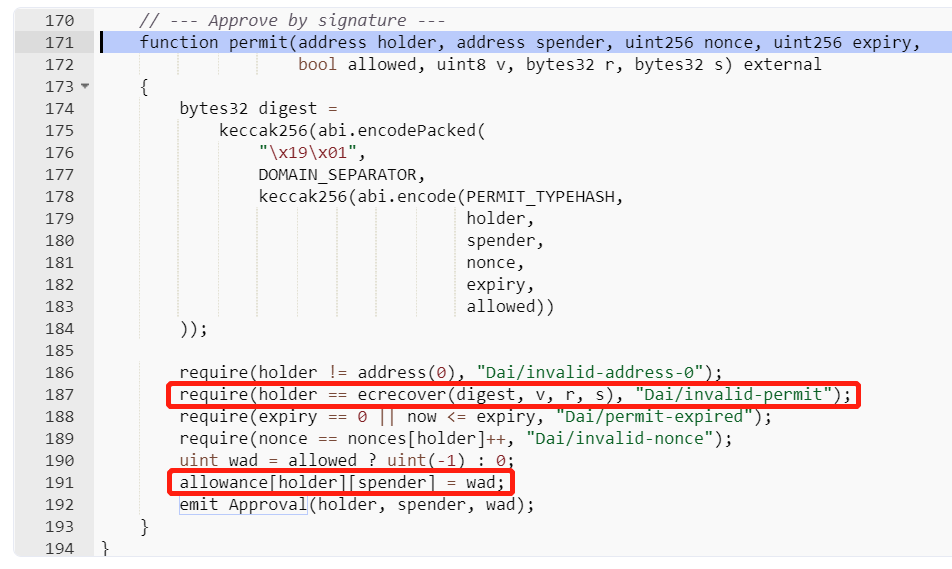 170 // --- Approve by signature ---
171 function permit(address holder, address spender, uint256 nonce, uint256 expiry,
172 bool allowed, uint8 v, bytes32 r, bytes32 s) external
173 {
174 bytes32 digest =
175 keccak256(abi.encodePacked(
176 "\x19\x01",
177 DOMAIN_SEPARATOR,
178 keccak256(abi.encode(PERMIT_TYPEHASH,
179 holder,
180 spender,
181 nonce,
182 expiry,
183 allowed))
184 ));
185
186 require(holder != address(0), "Dai/invalid-address-0");
187 require(holder == ecrecover(digest, v, r, s), "Dai/invalid-permit");
188 require(expiry == 0 || now <= expiry, "Dai/permit-expired");
189 require(nonce == nonces[holder]++, "Dai/invalid-nonce");
190 uint wad = allowed ? uint(-1) : 0;
191 allowance[holder][spender] = wad;
192 emit Approval(holder, spender, wad);
193 }
194 }